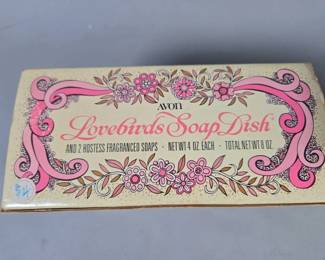 AVON
Lovebirds Soap Dish
AND 2 HOSTESS FRAGRANCED SOAPS · NET WT 4 OZ. EACH · TOTAL NET WT 8 OZ.